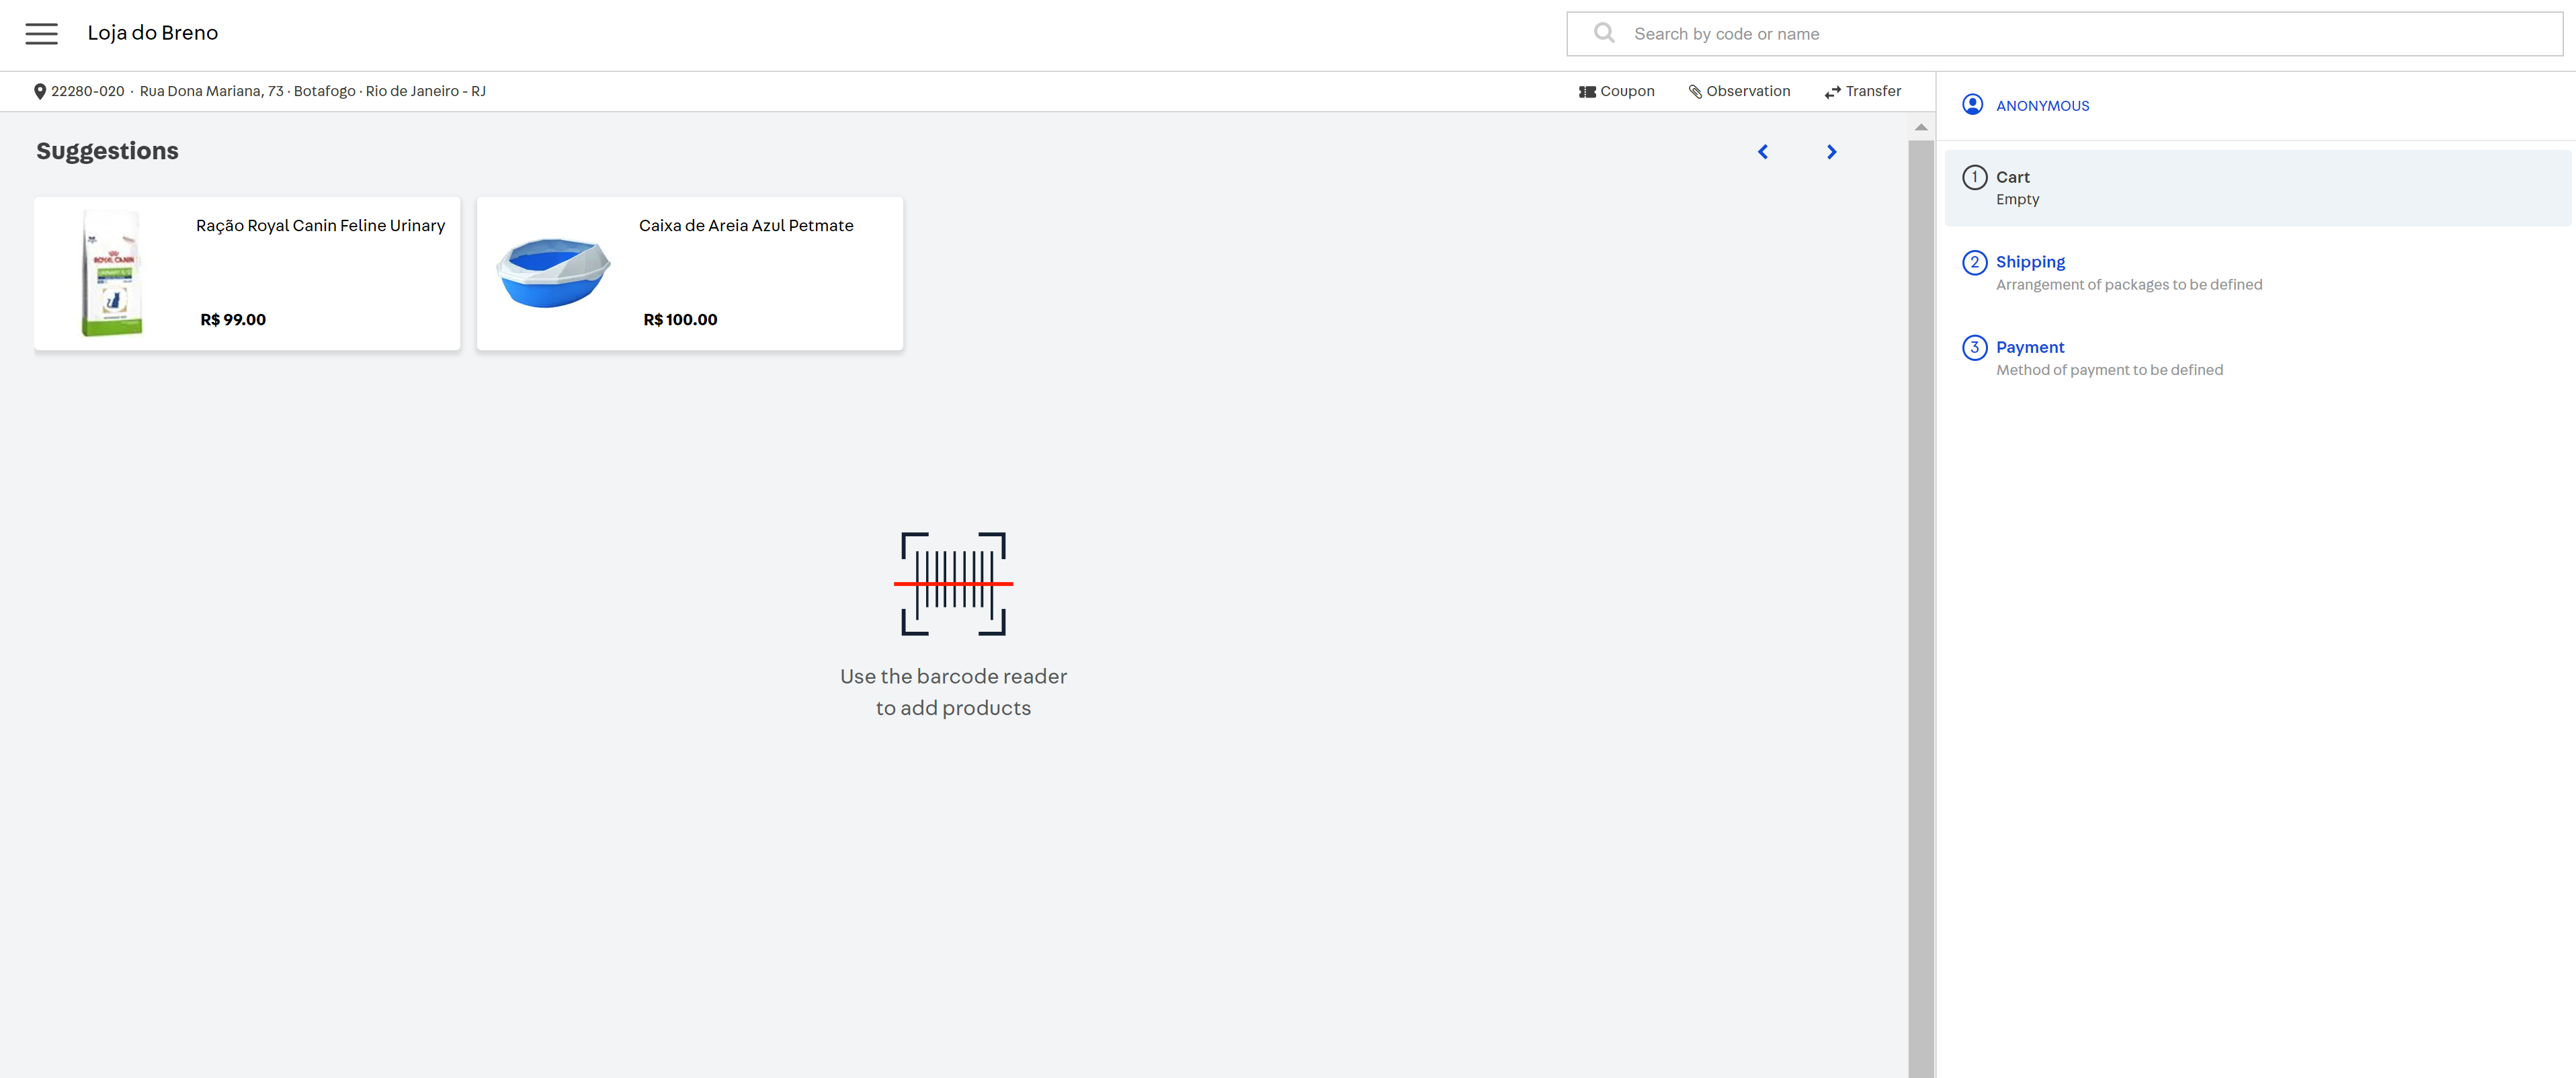 Loja do Breno
Search by code or name
22280-020 · Rua Dona Mariana, 73 · Botafogo · Rio de Janeiro - RJ
Coupon
Observation
Transfer
ANONYMOUS
Suggestions
Ração Royal Canin Feline Urinary
R$ 99.00
ROYAL CANIN
Caixa de Areia Azul Petmate
R$ 100.00
1 Cart
Empty
2 Shipping
Arrangement of packages to be defined
3 Payment
Method of payment to be defined
Use the barcode reader
to add products